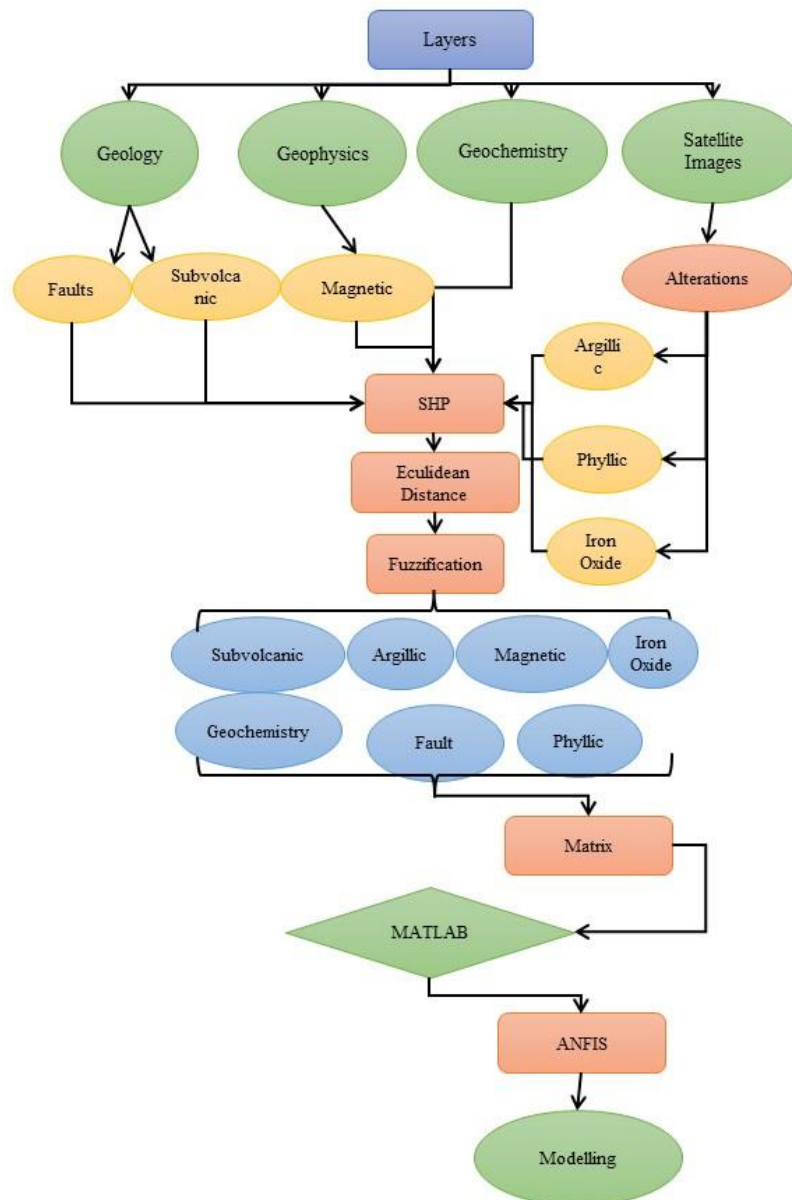 Layers
Geology
Geophysics
Geochemistry
Satellite
Images
Faults
Subvolca
nic
Magnetic
Alterations
Argilli
c
SHP
Phyllic
Eculidean
Distance
Iron
Oxide
Fuzzification
Subvolcanic
Argillic
Magnetic
Iron
Oxide
Geochemistry
Fault
Phyllic
Matrix
MATLAB
ANFIS
Modelling